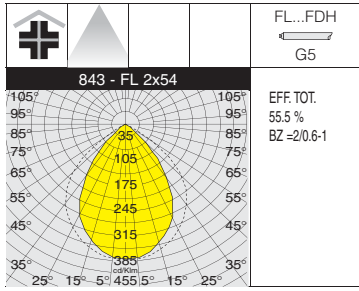 FL...FDH
G5
843 - FL 2x54
EFF. TOT.
55.5 %
BZ =2/0.6-1
105° 105°
95° 95°
85° 35 85°
75° 105 75°
65° 175 65°
55° 245 55°
45° 315 45°
35° 385 35°
cd/Klm
25° 15° 5° 455 5° 15° 25°